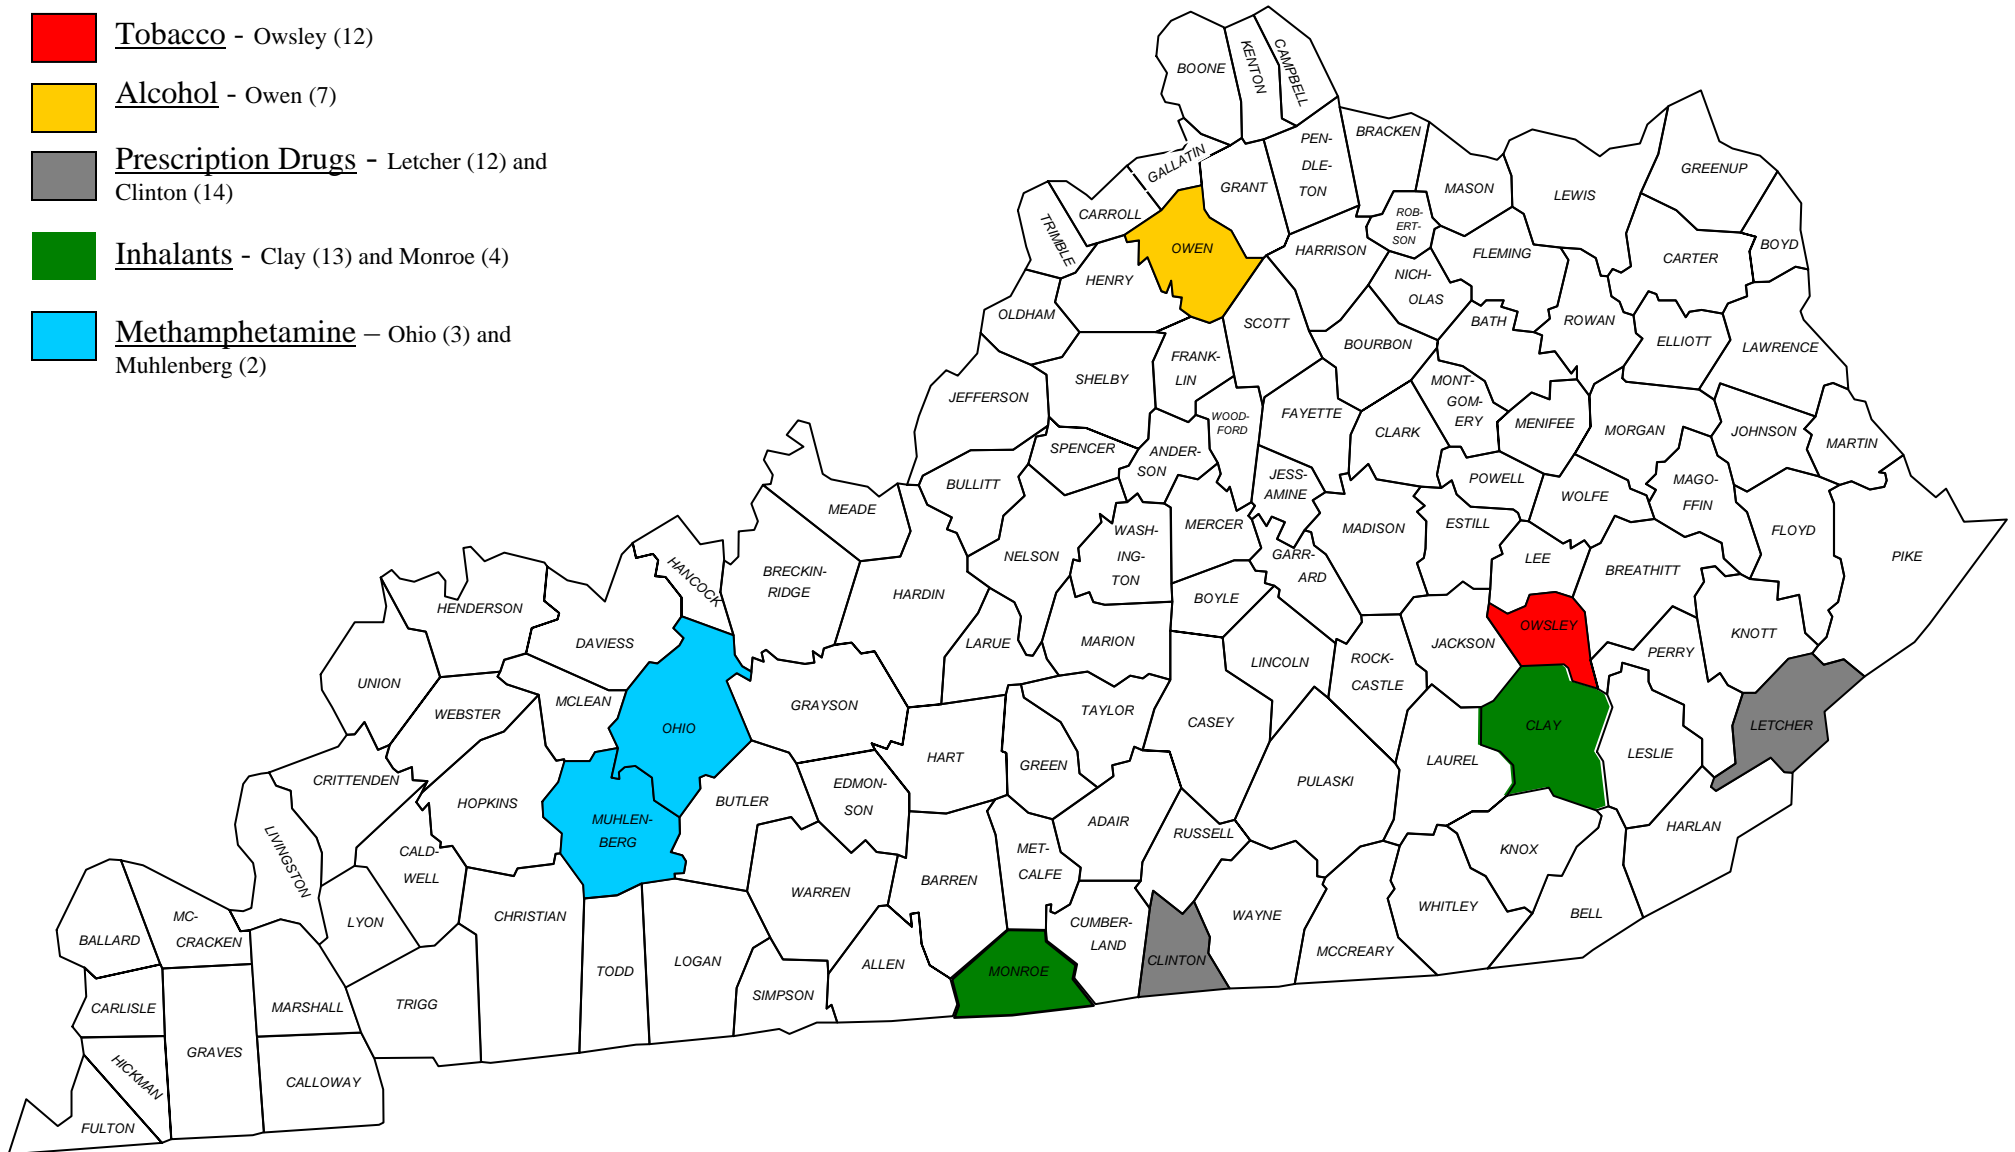 Tobacco - Owsley (12)
Alcohol - Owen (7)
Prescription Drugs - Letcher (12) and
Clinton (14)
Inhalants - Clay (13) and Monroe (4)
Methamphetamine – Ohio (3) and
Muhlenberg (2)
BOONE
KENTON
CAMPBELL
GALLATIN
GRANT
PEN-
DLE-
TON
BRACKEN
MASON
LEWIS
GREENUP
TRIMBLE
CARROLL
OWEN
HARRISON
ROB-
ERT-
SON
FLEMING
CARTER
BOYD
HENRY
NICH-
OLAS
OLDHAM
SCOTT
BATH
ROWAN
ELLIOTT
LAWRENCE
SHELBY
FRANK-
LIN
BOURBON
JEFFERSON
WOOD-
FORD
FAYETTE
MONT-
GOM-
ERY
CLARK
MENIFEE
MORGAN
JOHNSON
MARTIN
SPENCER
ANDER-
SON
BULLITT
JESS-
AMINE
POWELL
WOLFE
MAGO-
FFIN
MEADE
MERCER
MADISON
ESTILL
FLOYD
WASH-
ING-
TON
NELSON
GARR-
ARD
LEE
BREATHITT
PIKE
HANCOCK
BRECKIN-
RIDGE
HARDIN
BOYLE
HENDERSON
DAVIESS
LARUE
MARION
LINCOLN
ROCK-
CASTLE
JACKSON
OWSLEY
PERRY
KNOTT
UNION
WEBSTER
MCLEAN
OHIO
GRAYSON
TAYLOR
CASEY
CLAY
LETCHER
LESLIE
CRITTENDEN
HOPKINS
BUTLER
EDMON-
SON
HART
GREEN
PULASKI
LAUREL
LIVINGSTON
CALD-
WELL
MUHLEN-
BERG
ADAIR
RUSSELL
HARLAN
KNOX
MET-
CALFE
WARREN
BARREN
BALLARD
MC-
CRACKEN
LYON
CHRISTIAN
CUMBER-
LAND
WAYNE
WHITLEY
BELL
TODD
LOGAN
ALLEN
MONROE
CLINTON
MCCREARY
SIMPSON
CARLISLE
MARSHALL
TRIGG
GRAVES
HICKMAN
CALLOWAY
FULTON